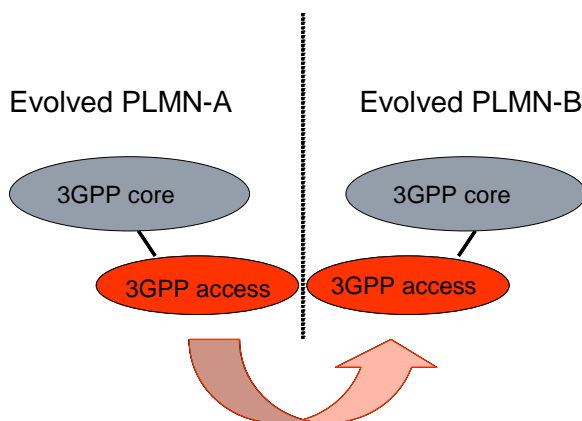 Evolved PLMN-A
Evolved PLMN-B
3GPP core
3GPP core
3GPP access
3GPP access